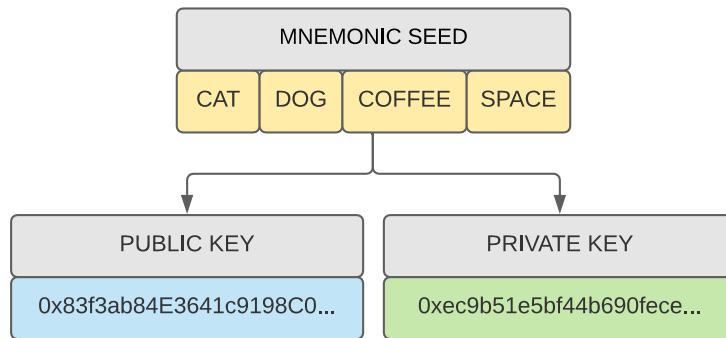 MNEMONIC SEED
CAT DOG COFFEE SPACE
PUBLIC KEY PRIVATE KEY
0x83f3ab84E3641c9198C0... 0xec9b51e5bf44b690fece...